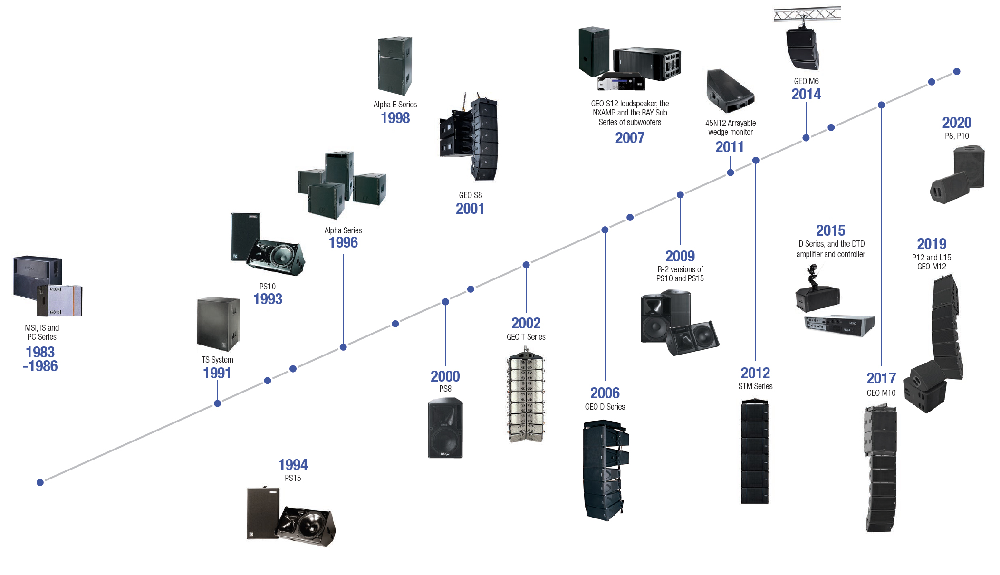 MSI, IS and
PC Series
1983
-1986
TS System
1991
PS10
1993
1994
PS15
Alpha Series
1996
Alpha E Series
1998
2000
PS8
NEXO
GEO S8
2001
2002
GEO T Series
2006
GEO D Series
GEO S12 loudspeaker, the
NXAMP and the RAY Sub
Series of subwoofers
2007
2009
R-2 versions of
PS10 and PS15
45N12 Arrayable
wedge monitor
2011
2012
STM Series
GEO M6
2014
2015
ID Series, and the DTD
amplifier and controller
NEXO
NEXO
2017
GEO M10
2019
P12 and L15
GEO M12
2020
P8, P10